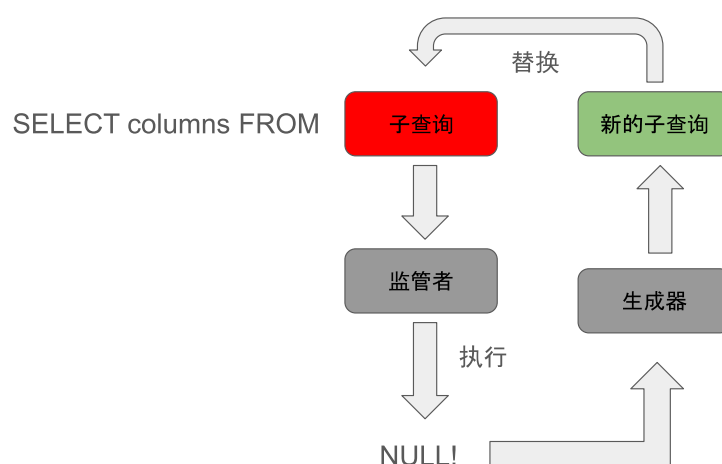 替换
SELECT columns FROM
子查询
新的子查询
监管者
生成器
执行
NULL!